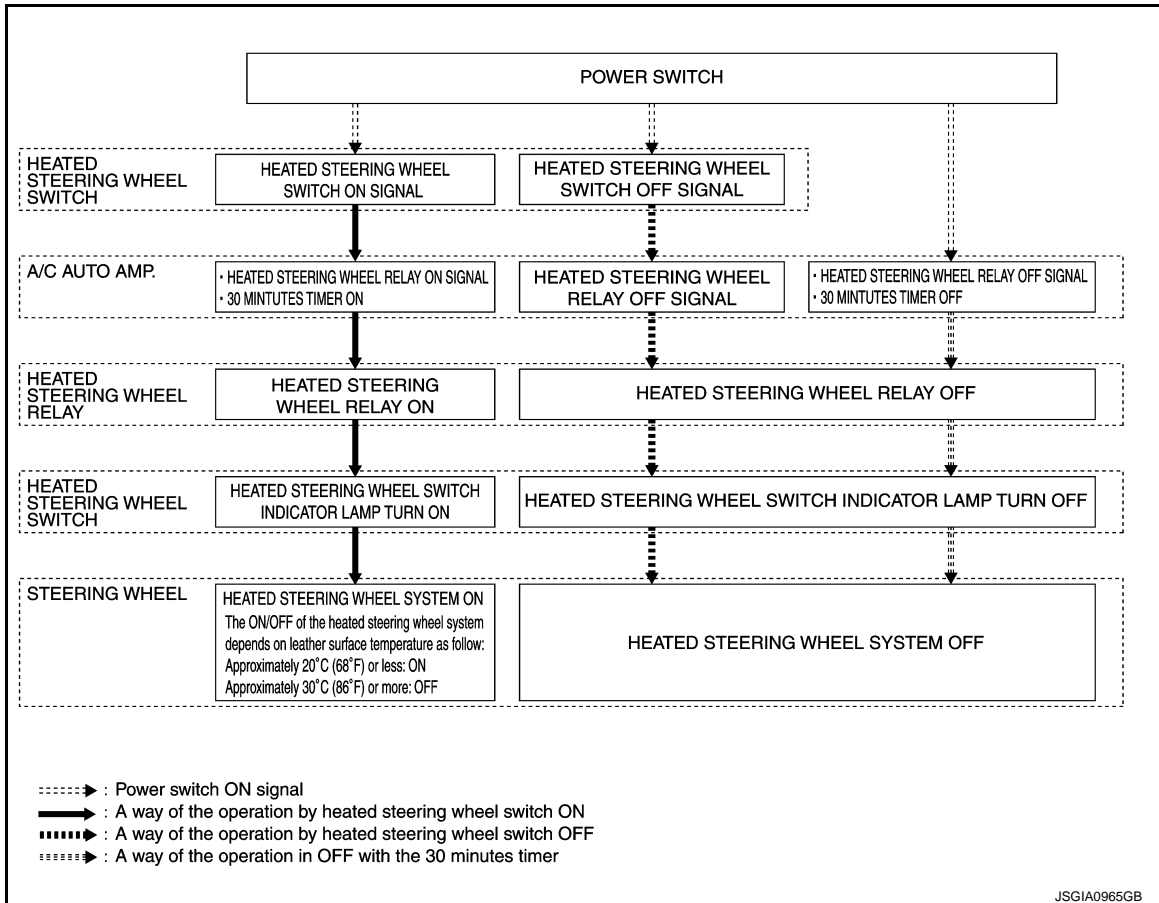 POWER SWITCH
HEATED
STEERING WHEEL
SWITCH
HEATED STEERING WHEEL
SWITCH ON SIGNAL
HEATED STEERING WHEEL
SWITCH OFF SIGNAL
A/C AUTO AMP.
· HEATED STEERING WHEEL RELAY ON SIGNAL
· 30 MINTUTES TIMER ON
HEATED STEERING WHEEL
RELAY OFF SIGNAL
· HEATED STEERING WHEEL RELAY OFF SIGNAL
· 30 MINTUTES TIMER OFF
HEATED
STEERING WHEEL
RELAY
HEATED STEERING
WHEEL RELAY ON
HEATED STEERING WHEEL RELAY OFF
HEATED
STEERING WHEEL
SWITCH
HEATED STEERING WHEEL SWITCH
INDICATOR LAMP TURN ON
HEATED STEERING WHEEL SWITCH INDICATOR LAMP TURN OFF
STEERING WHEEL
HEATED STEERING WHEEL SYSTEM ON
The ON/OFF of the heated steering wheel system
depends on leather surface temperature as follow:
Approximately 20°C (68°F) or less: ON
Approximately 30°C (86°F) or more: OFF
HEATED STEERING WHEEL SYSTEM OFF
: Power switch ON signal
: A way of the operation by heated steering wheel switch ON
: A way of the operation by heated steering wheel switch OFF
: A way of the operation in OFF with the 30 minutes timer
JSGIA0965GB